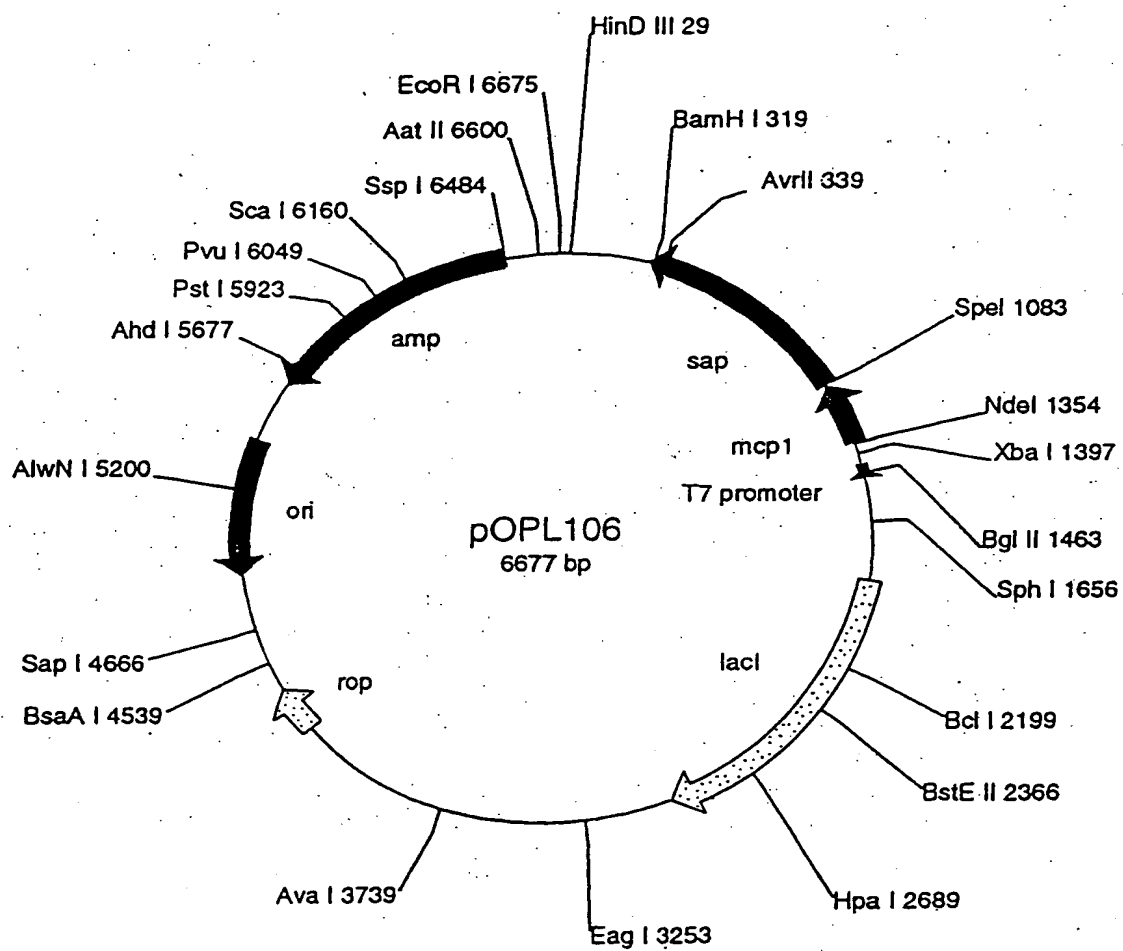 HinD III 29
EcoR I 6675
BamH I 319
Aat II 6600
AvrII 339
Ssp I 6484
Sca I 6160
Pvu I 6049
Pst I 5923
SpeI 1083
Ahd I 5677
amp
sap
NdeI 1354
mcp1
Xba I 1397
AlwN I 5200
T7 promoter
ori
pOPL106
6677 bp
Bgl II 1463
Sph I 1656
Sap I 4666
lacI
rop
BsaA I 4539
Bcl I 2199
BstE II 2366
Ava I 3739
Hpa I 2689
Eag I 3253